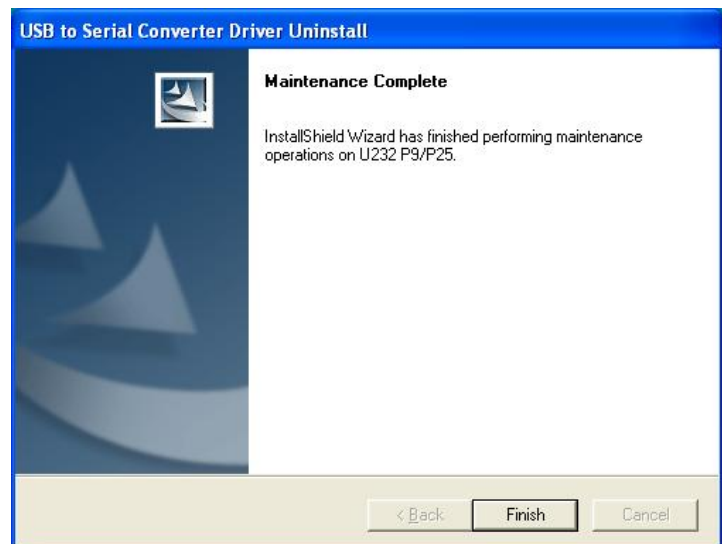 USB to Serial Converter Driver Uninstall
Maintenance Complete
InstallShield Wizard has finished performing maintenance
operations on U232 P9/P25.
< Back
Finish
Cancel